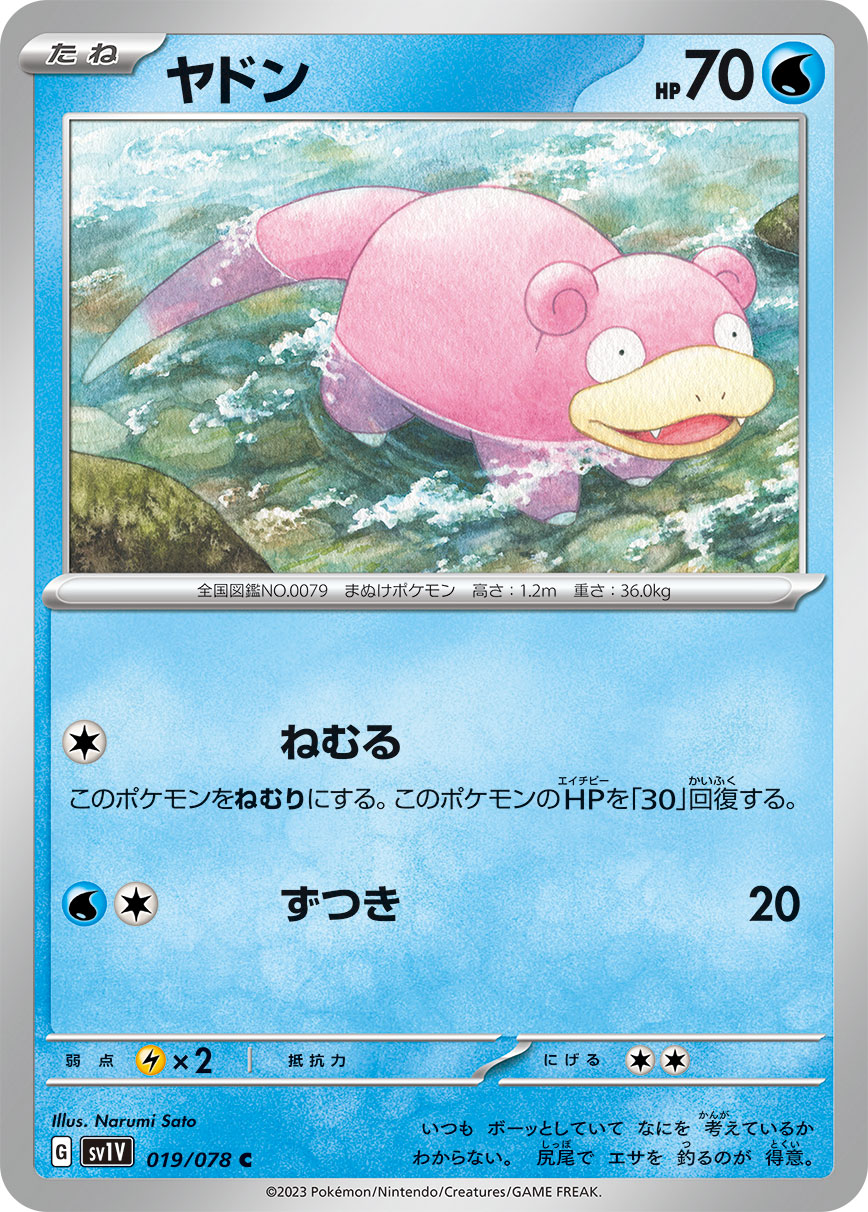 たね
ヤドン
HP70
全国図鑑NO.0079 まぬけポケモン 高さ:1.2m 重さ:36.0kg
ねむる
エイチピー かいふく
このポケモンをねむりにする。このポケモンのHPを「30」回復する。
ずつき 20
弱点 ×2 抵抗力 にげる
Illus. Narumi Sato
かんが
いつも ボーッとしていて なにを 考えているか
しっぽ つ とくい
わからない。 尻尾で エサを 釣るのが 得意。
G sv1V 019/078 C
©2023 Pokémon/Nintendo/Creatures/GAME FREAK.